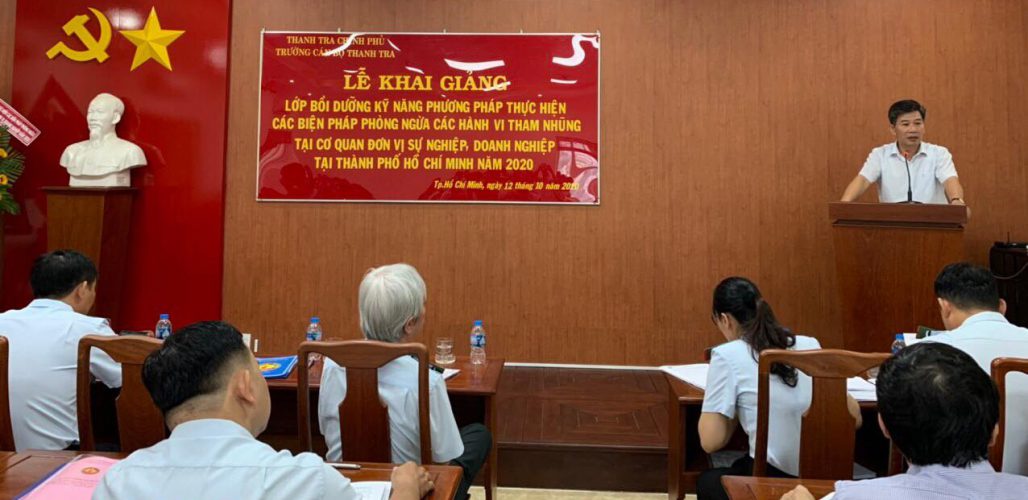 THANH TRA CHÍNH PHỦ
TRƯỜNG CÁN BỘ THANH TRA
LỄ KHAI GIẢNG
LỚP BỒI DƯỠNG KỸ NĂNG PHƯƠNG PHÁP THỰC HIỆN
CÁC BIỆN PHÁP PHÒNG NGỪA CÁC HÀNH VI THAM NHŨNG
TẠI CƠ QUAN ĐƠN VỊ SỰ NGHIỆP, DOANH NGHIỆP
TẠI THÀNH PHỐ HỒ CHÍ MINH NĂM 2020
Tp.Hồ Chí Minh, ngày 12 tháng 10 năm 2020